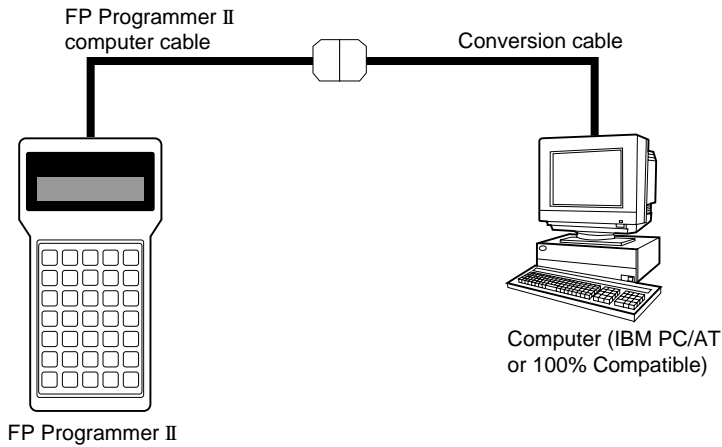 FP Programmer Ⅱ
computer cable
Conversion cable
Computer (IBM PC/AT
or 100% Compatible)
FP Programmer Ⅱ